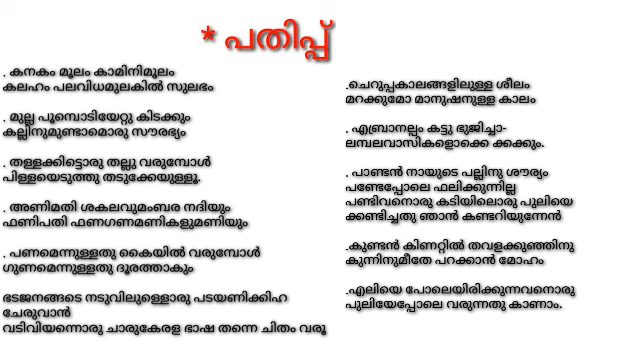 * പതിപ്പ്
. കനകം മൂലം കാമിനിമൂലം
കലഹം പലവിധമുലകിൽ സുലഭം
. മുല്ല പൂമ്പൊടിയേറ്റു കിടക്കും
കല്ലിനുമുണ്ടാമൊരു സൗരഭ്യം
. തള്ളക്കിട്ടൊരു തല്ലു വരുമ്പോൾ
പിള്ളയെടുത്തു തടുക്കേയുള്ളൂ.
. അണിമതി ശകലവുമംബര നദിയും
ഫണിപതി ഫണഗണമണികളുമണിയും
. പണമെന്നുള്ളതു കൈയിൽ വരുമ്പോൾ
ഗുണമെന്നുള്ളതു ദൂരത്താകും
ഭടജനങ്ങടെ നടുവിലുള്ളൊരു പടയണിക്കിഹ
ചേരുവാൻ
വടിവിയന്നൊരു ചാരുകേരള ഭാഷ തന്നെ ചിതം വരൂ
.ചെറുപ്പകാലങ്ങളിലുള്ള ശീലം
മറക്കുമോ മാനുഷനുള്ള കാലം
. എബ്രാനല്പം കട്ടു ഭുജിച്ചാ-
ലമ്പലവാസികളൊക്കെ ക്കക്കും.
. പാണ്ടൻ നായുടെ പല്ലിനു ശൗര്യം
പണ്ടേപ്പോലെ ഫലിക്കുന്നില്ല
പണ്ടിവനൊരു കടിയിലൊരു പുലിയെ
ക്കണ്ടിച്ചതു ഞാൻ കണ്ടറിയുന്നേൻ
.കുണ്ടൻ കിണറ്റിൽ തവളക്കുഞ്ഞിനു
കുന്നിനുമീതേ പറക്കാൻ മോഹം
.എലിയെ പോലെയിരിക്കുന്നവനൊരു
പുലിയേപ്പോലെ വരുന്നതു കാണാം.